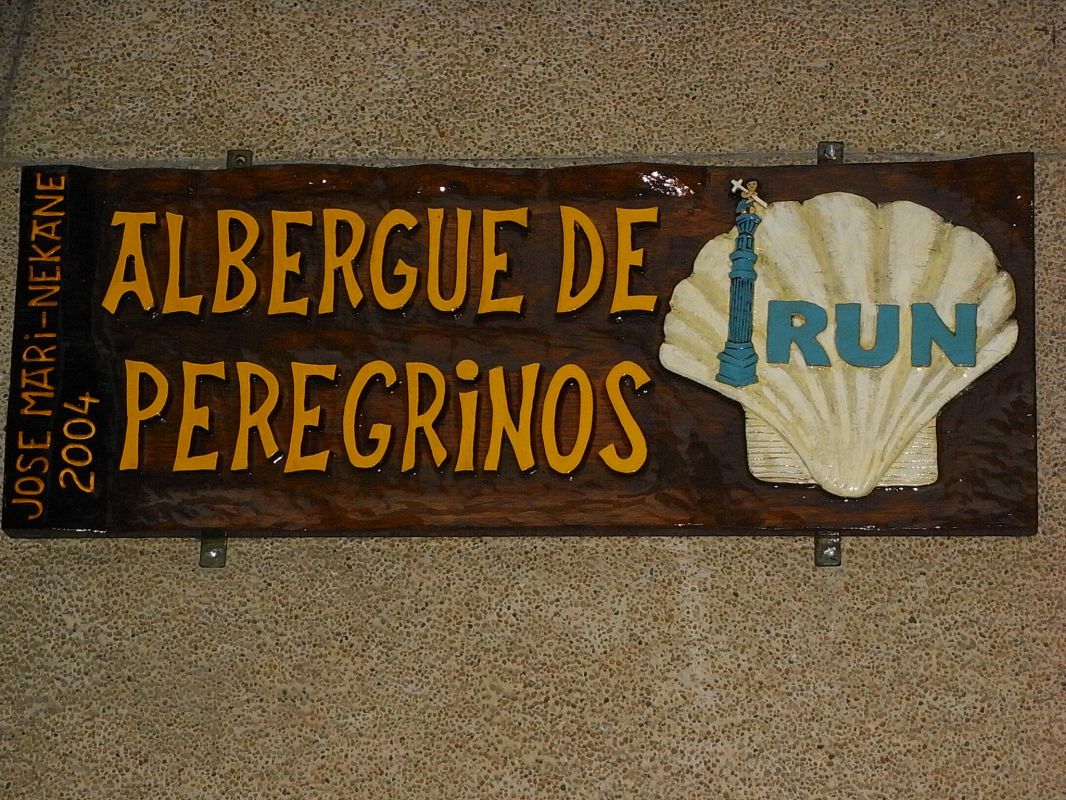 JOSE MARi-NEKANE
2004
ALBERGUE DE
PEREGRiNOS
IRUN